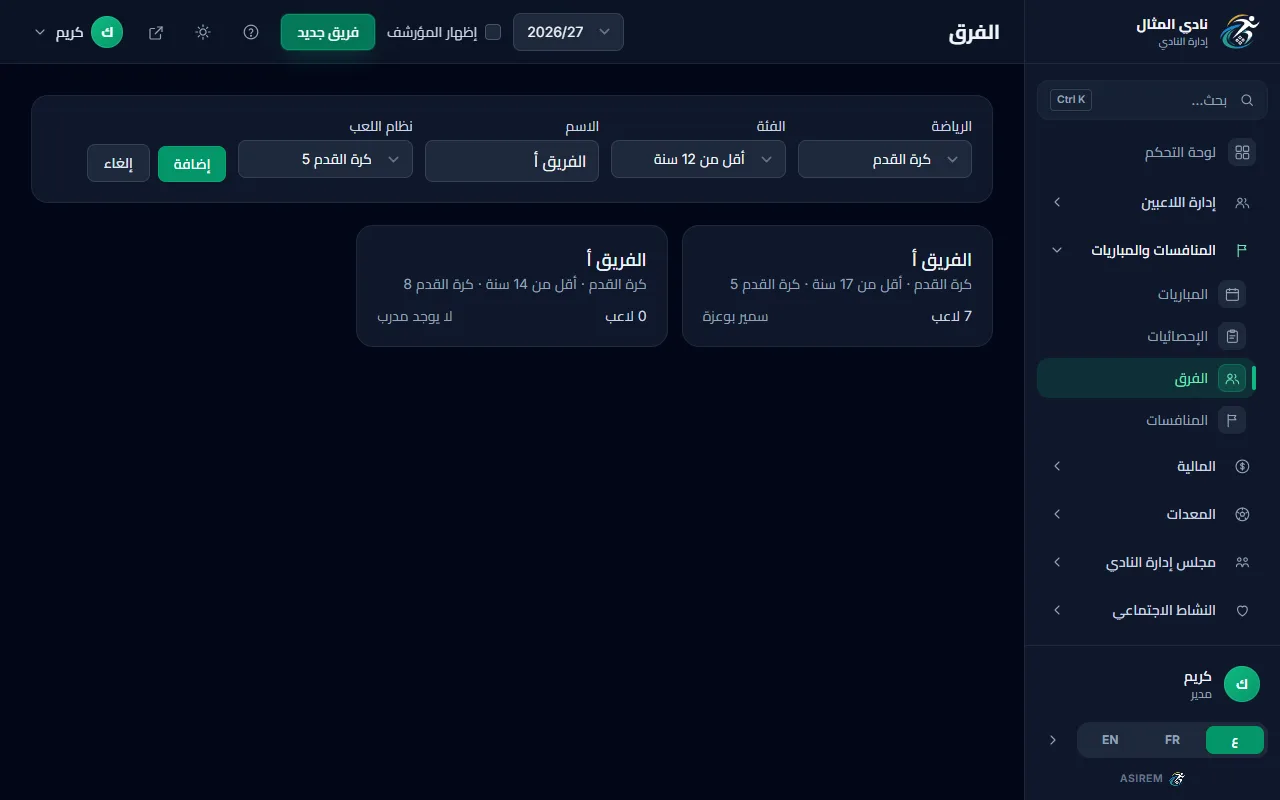 نادي المثال
إدارة النادي
بحث...
Ctrl K
لوحة التحكم
إدارة اللاعبين
المنافسات والمباريات
المباريات
الإحصائيات
الفرق
المنافسات
المالية
المعدات
مجلس إدارة النادي
النشاط الاجتماعي
ك
كريم
مدير
ع
FR
EN
ASIREM
الفرق
2026/27
إظهار المؤرشف
فريق جديد
ك
كريم
الرياضة
الفئة
الاسم
نظام اللعب
كرة القدم
أقل من 12 سنة
الفريق أ
كرة القدم 5
إضافة
إلغاء
الفريق أ
كرة القدم · أقل من 17 سنة · كرة القدم 5
7 لاعب
سمير بوعزة
الفريق أ
كرة القدم · أقل من 14 سنة · كرة القدم 8
0 لاعب
لا يوجد مدرب